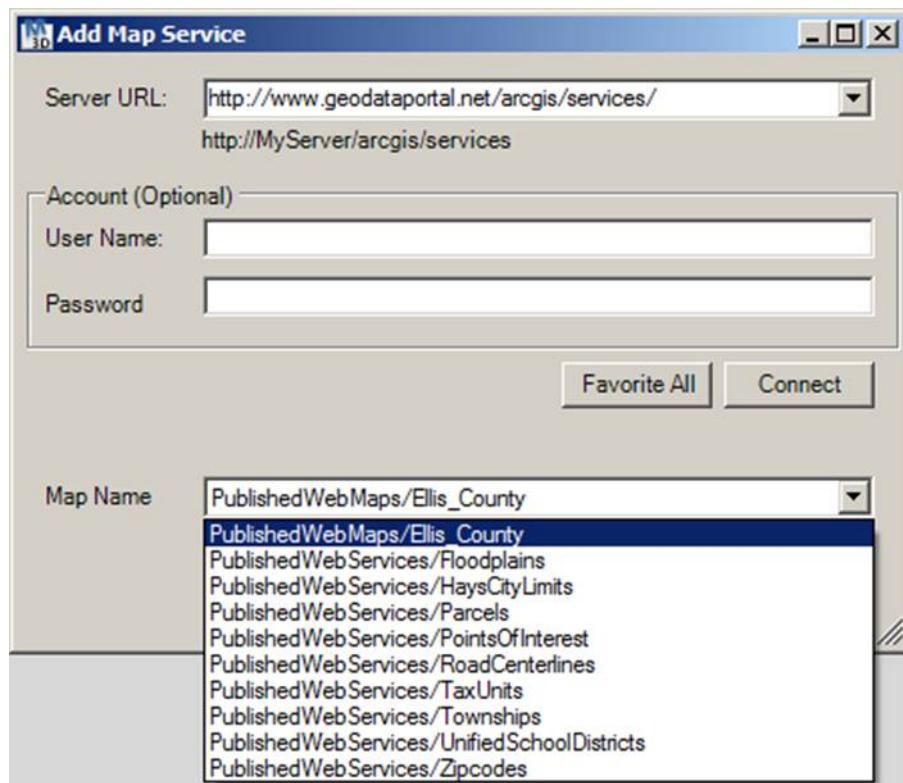 M
3D Add Map Service
Server URL: http://www.geodataportal.net/arcgis/services/
http://MyServer/arcgis/services
Account (Optional)
User Name:
Password
Favorite All Connect
Map Name PublishedWebMaps/Ellis_County
PublishedWebMaps/Ellis_County
PublishedWebServices/Floodplains
PublishedWebServices/HaysCityLimits
PublishedWebServices/Parcels
PublishedWebServices/PointsOfInterest
PublishedWebServices/RoadCenterlines
PublishedWebServices/TaxUnits
PublishedWebServices/Townships
PublishedWebServices/UnifiedSchoolDistricts
PublishedWebServices/Zipcodes